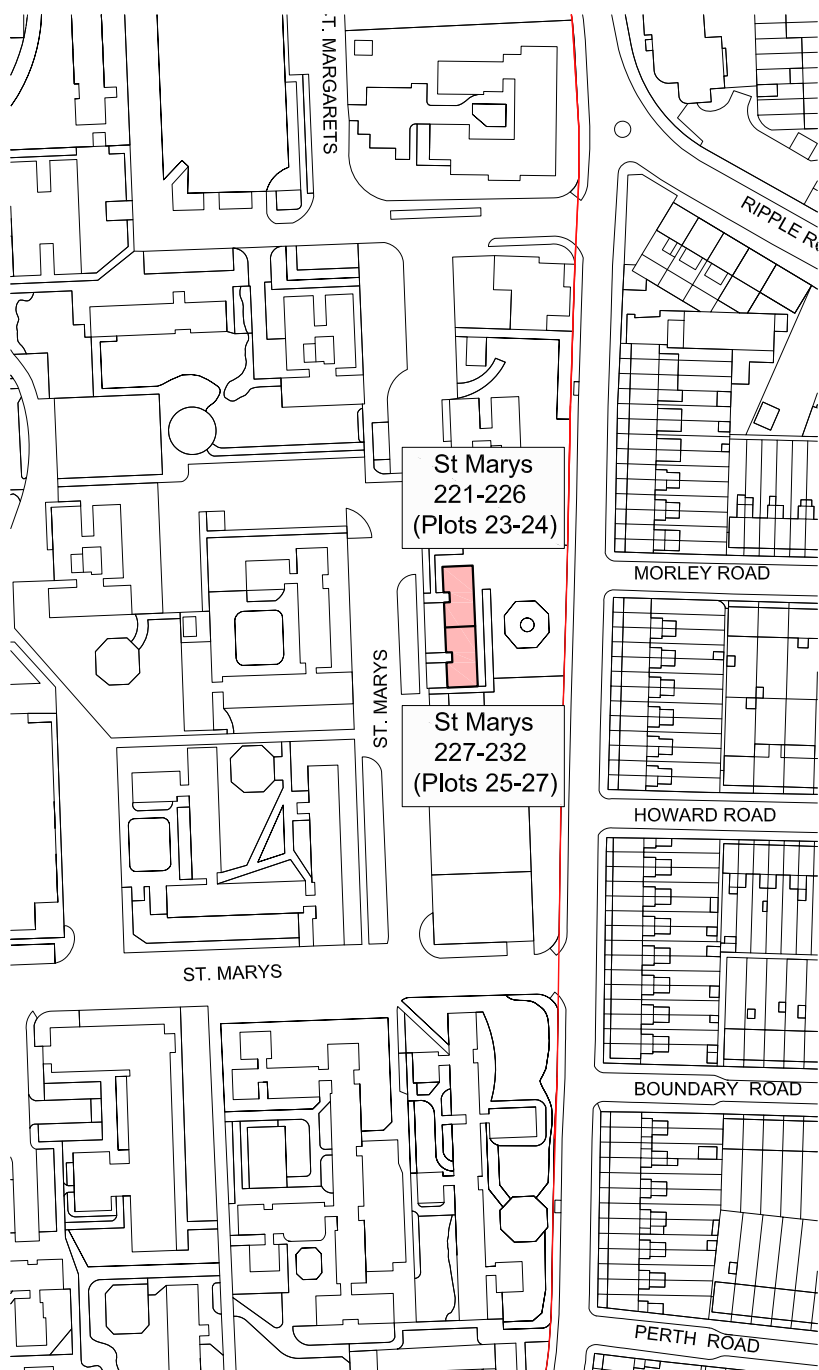 T. MARGARETS
RIPPLE R
St Marys
221-226
(Plots 23-24)
MORLEY ROAD
ST. MARYS
St Marys
227-232
(Plots 25-27)
HOWARD ROAD
ST. MARYS
BOUNDARY ROAD
PERTH ROAD